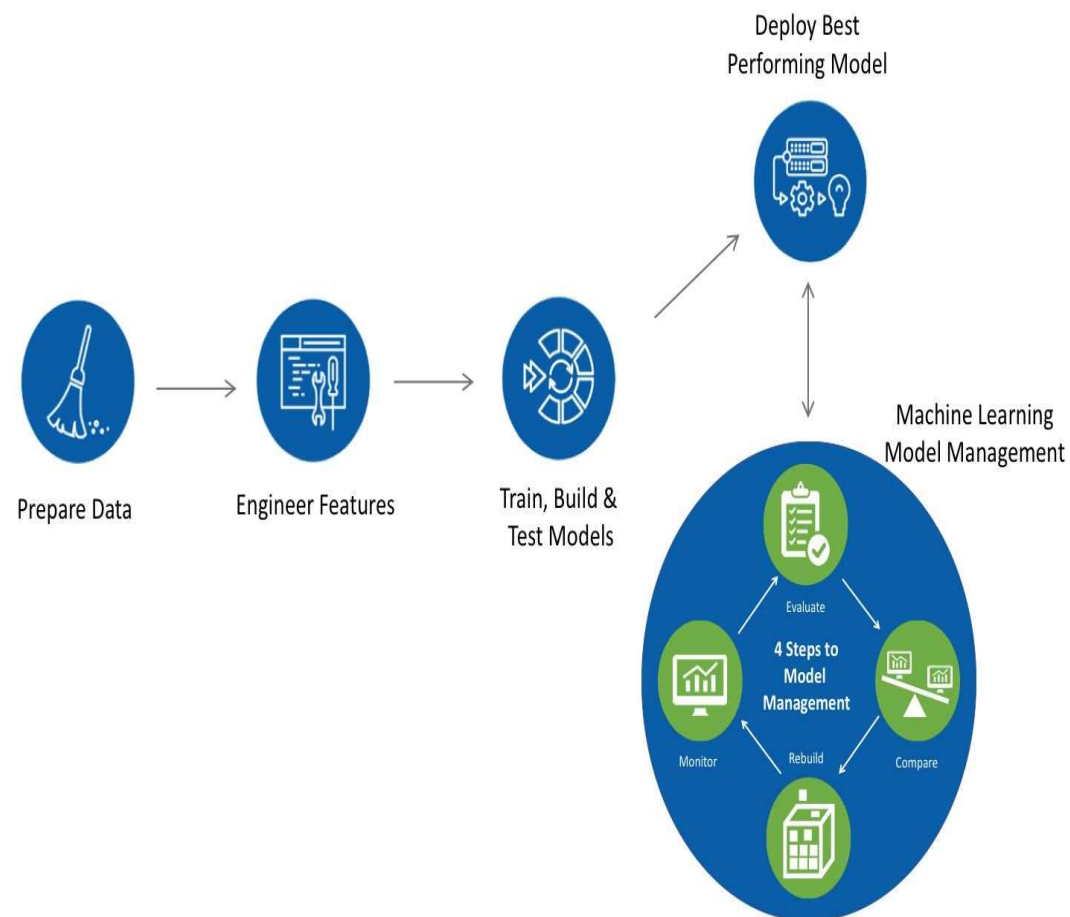 Deploy Best
Performing Model
Prepare Data
Engineer Features
Train, Build &
Test Models
Machine Learning
Model Management
Evaluate
4 Steps to
Model
Management
Monitor
Rebuild
Compare